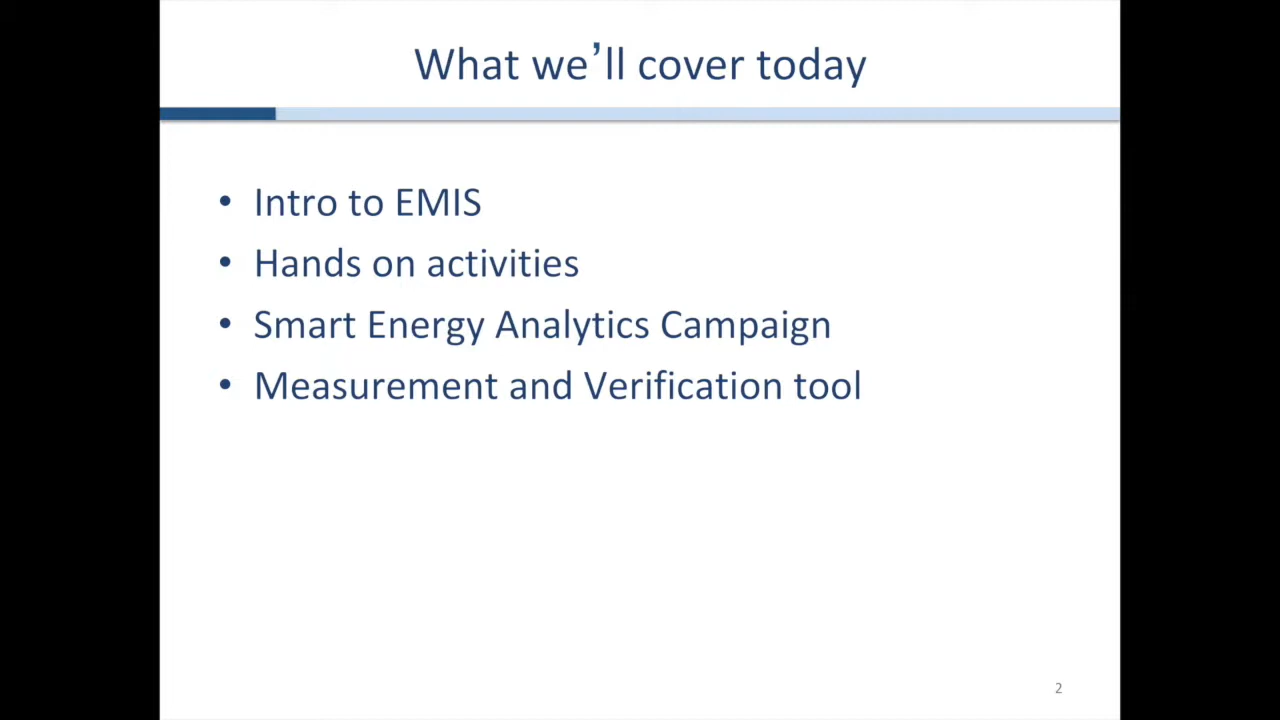 What we’ll cover today
• Intro to EMIS
• Hands on activities
• Smart Energy Analytics Campaign
• Measurement and Verification tool
2